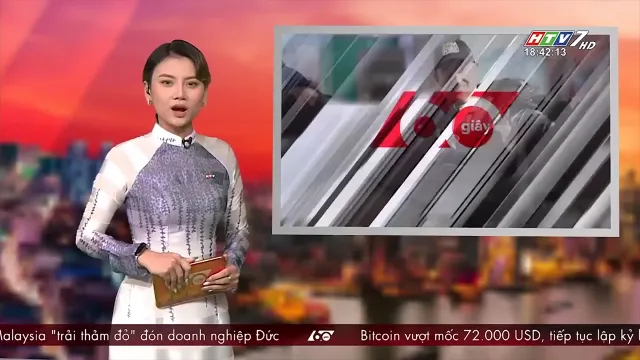 HTV7 HD
18:42:13
60 giây
Malaysia "trải thảm đỏ" đón doanh nghiệp Đức 60 Bitcoin vượt mốc 72.000 USD, tiếp tục lập kỷ